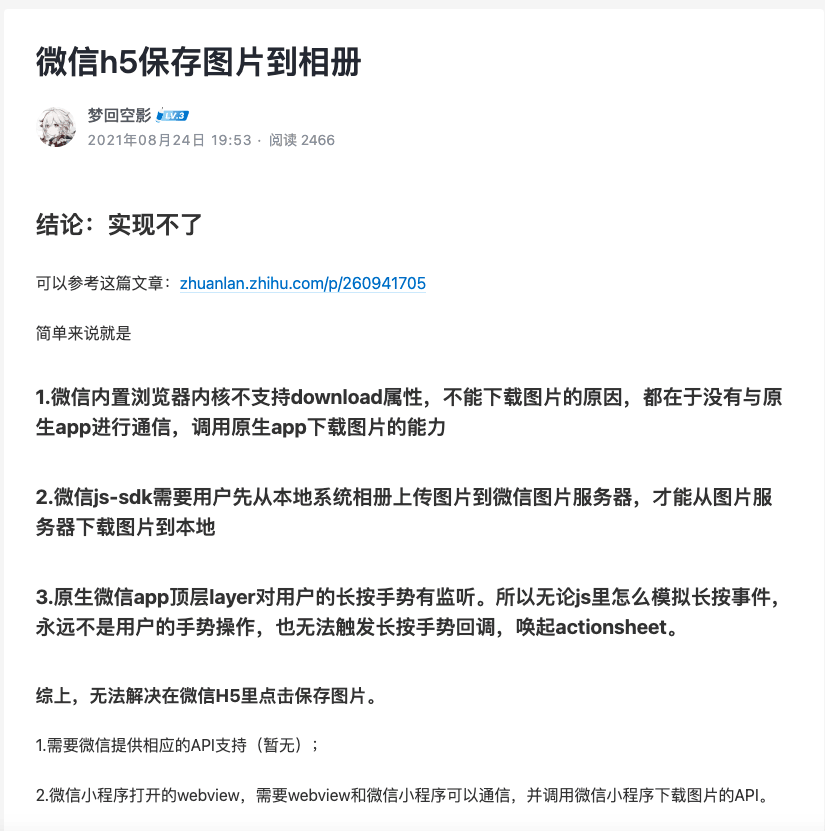 微信h5保存图片到相册
梦回空影 LV.3
2021年08月24日 19:53 · 阅读 2466
结论：实现不了
可以参考这篇文章：zhuanlan.zhihu.com/p/260941705
简单来说就是
1.微信内置浏览器内核不支持download属性，不能下载图片的原因，都在于没有与原
生app进行通信，调用原生app下载图片的能力
2.微信js-sdk需要用户先从本地系统相册上传图片到微信图片服务器，才能从图片服
务器下载图片到本地
3.原生微信app顶层layer对用户的长按手势有监听。所以无论js里怎么模拟长按事件，
永远不是用户的手势操作，也无法触发长按手势回调，唤起actionsheet。
综上，无法解决在微信H5里点击保存图片。
1.需要微信提供相应的API支持（暂无）；
2.微信小程序打开的webview，需要webview和微信小程序可以通信，并调用微信小程序下载图片的API。